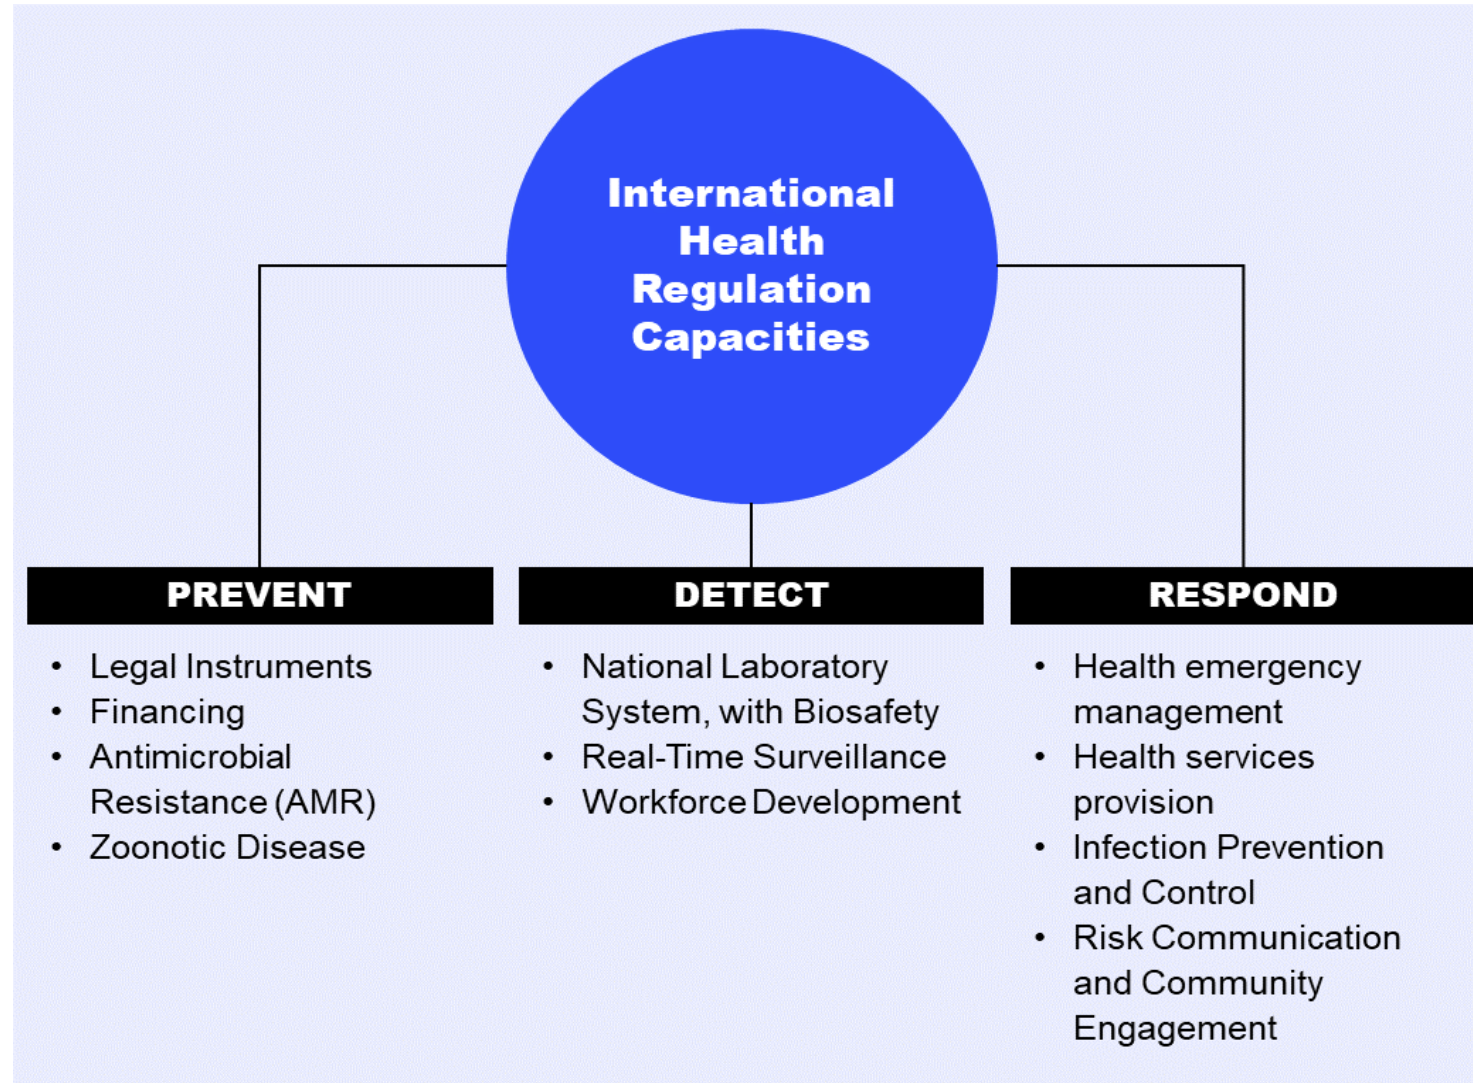 International
Health
Regulation
Capacities
PREVENT
• Legal Instruments
• Financing
• Antimicrobial
Resistance (AMR)
• Zoonotic Disease
DETECT
• National Laboratory
System, with Biosafety
• Real-Time Surveillance
• Workforce Development
RESPOND
• Health emergency
management
• Health services
provision
• Infection Prevention
and Control
• Risk Communication
and Community
Engagement